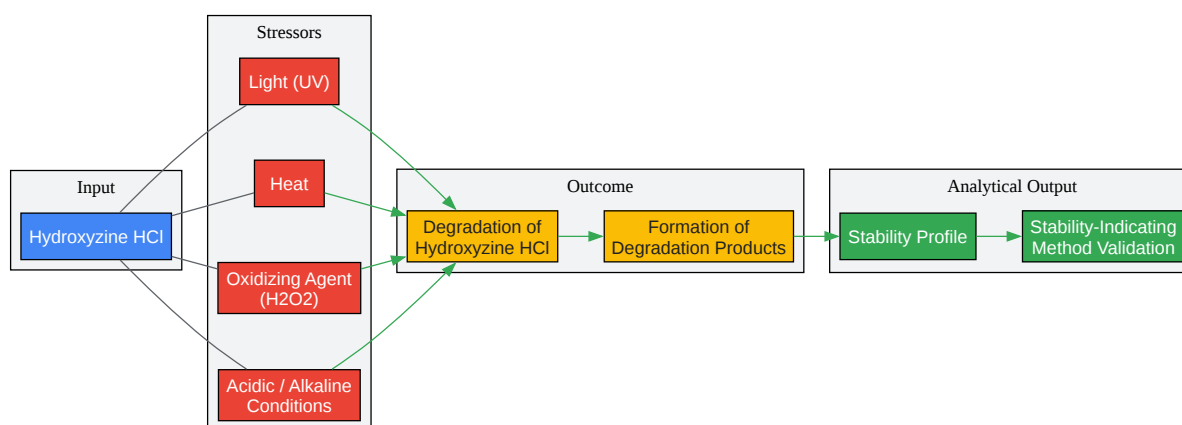 Stressors
Light (UV)
Heat
Oxidizing Agent
(H2O2)
Acidic / Alkaline
Conditions
Input
Hydroxyzine HCl
Outcome
Degradation of
Hydroxyzine HCl
Formation of
Degradation Products
Analytical Output
Stability Profile
Stability-Indicating
Method Validation